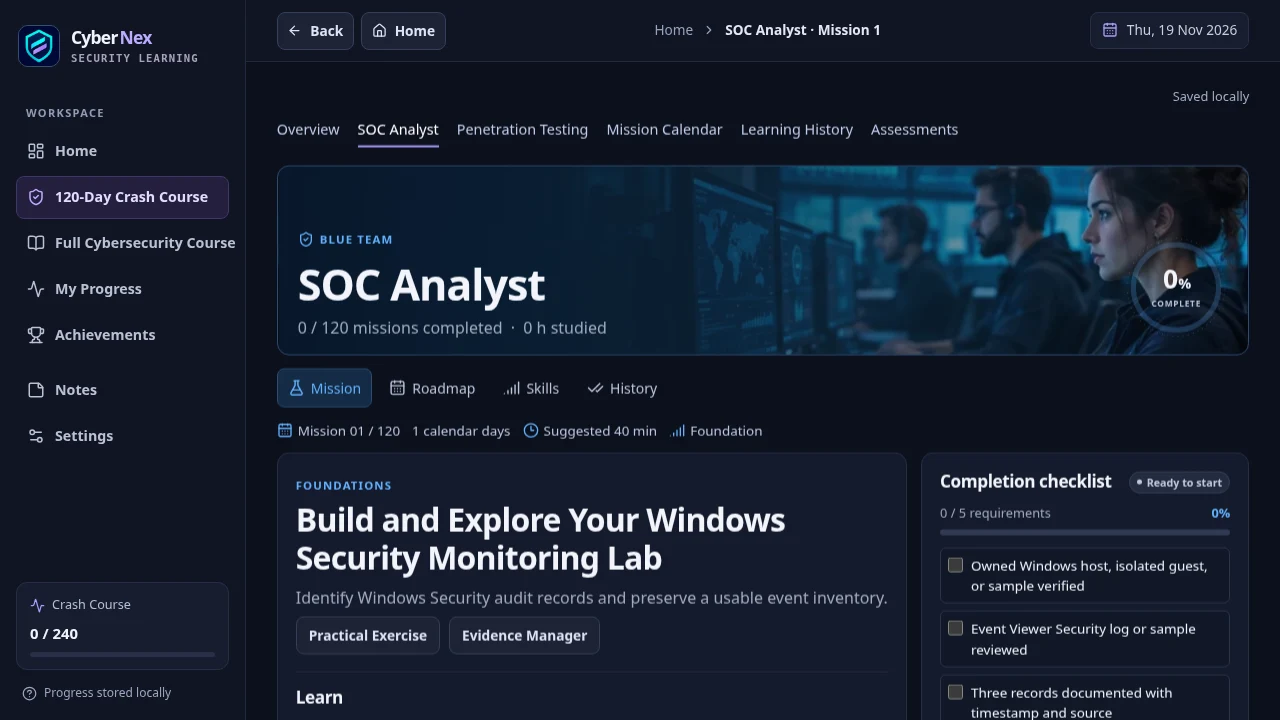 CyberNex
SECURITY LEARNING
WORKSPACE
Home
120-Day Crash Course
Full Cybersecurity Course
My Progress
Achievements
Notes
Settings
Crash Course
0 / 240
Progress stored locally
Back
Home
Home > SOC Analyst · Mission 1
Thu, 19 Nov 2026
Saved locally
Overview SOC Analyst Penetration Testing Mission Calendar Learning History Assessments
BLUE TEAM
SOC Analyst
0 / 120 missions completed · 0 h studied
0%
COMPLETE
Mission Roadmap Skills History
Mission 01 / 120 1 calendar days Suggested 40 min Foundation
FOUNDATIONS
Build and Explore Your Windows
Security Monitoring Lab
Identify Windows Security audit records and preserve a usable event inventory.
Practical Exercise Evidence Manager
Learn
Completion checklist
Ready to start
0 / 5 requirements 0%
Owned Windows host, isolated guest,
or sample verified
Event Viewer Security log or sample
reviewed
Three records documented with
timestamp and source